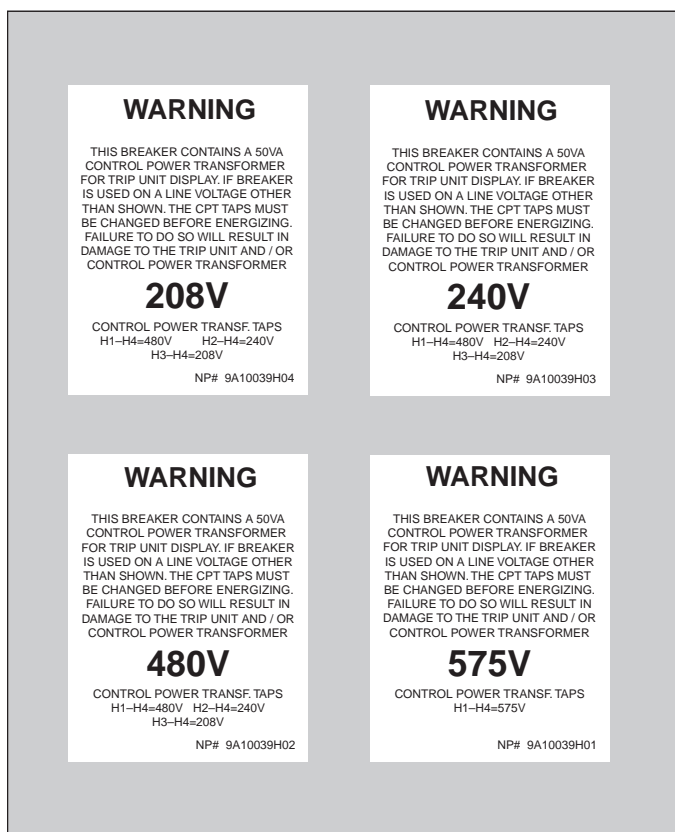 WARNING
THIS BREAKER CONTAINS A 50VA
CONTROL POWER TRANSFORMER
FOR TRIP UNIT DISPLAY. IF BREAKER
IS USED ON A LINE VOLTAGE OTHER
THAN SHOWN. THE CPT TAPS MUST
BE CHANGED BEFORE ENERGIZING.
FAILURE TO DO SO WILL RESULT IN
DAMAGE TO THE TRIP UNIT AND / OR
CONTROL POWER TRANSFORMER
208V
CONTROL POWER TRANSF. TAPS
H1–H4=480V H2–H4=240V
H3–H4=208V
NP# 9A10039H04
WARNING
THIS BREAKER CONTAINS A 50VA
CONTROL POWER TRANSFORMER
FOR TRIP UNIT DISPLAY. IF BREAKER
IS USED ON A LINE VOLTAGE OTHER
THAN SHOWN. THE CPT TAPS MUST
BE CHANGED BEFORE ENERGIZING.
FAILURE TO DO SO WILL RESULT IN
DAMAGE TO THE TRIP UNIT AND / OR
CONTROL POWER TRANSFORMER
240V
CONTROL POWER TRANSF. TAPS
H1–H4=480V H2–H4=240V
H3–H4=208V
NP# 9A10039H03
WARNING
THIS BREAKER CONTAINS A 50VA
CONTROL POWER TRANSFORMER
FOR TRIP UNIT DISPLAY. IF BREAKER
IS USED ON A LINE VOLTAGE OTHER
THAN SHOWN. THE CPT TAPS MUST
BE CHANGED BEFORE ENERGIZING.
FAILURE TO DO SO WILL RESULT IN
DAMAGE TO THE TRIP UNIT AND / OR
CONTROL POWER TRANSFORMER
480V
CONTROL POWER TRANSF. TAPS
H1–H4=480V H2–H4=240V
H3–H4=208V
NP# 9A10039H02
WARNING
THIS BREAKER CONTAINS A 50VA
CONTROL POWER TRANSFORMER
FOR TRIP UNIT DISPLAY. IF BREAKER
IS USED ON A LINE VOLTAGE OTHER
THAN SHOWN. THE CPT TAPS MUST
BE CHANGED BEFORE ENERGIZING.
FAILURE TO DO SO WILL RESULT IN
DAMAGE TO THE TRIP UNIT AND / OR
CONTROL POWER TRANSFORMER
575V
CONTROL POWER TRANSF. TAPS
H1–H4=575V
NP# 9A10039H01